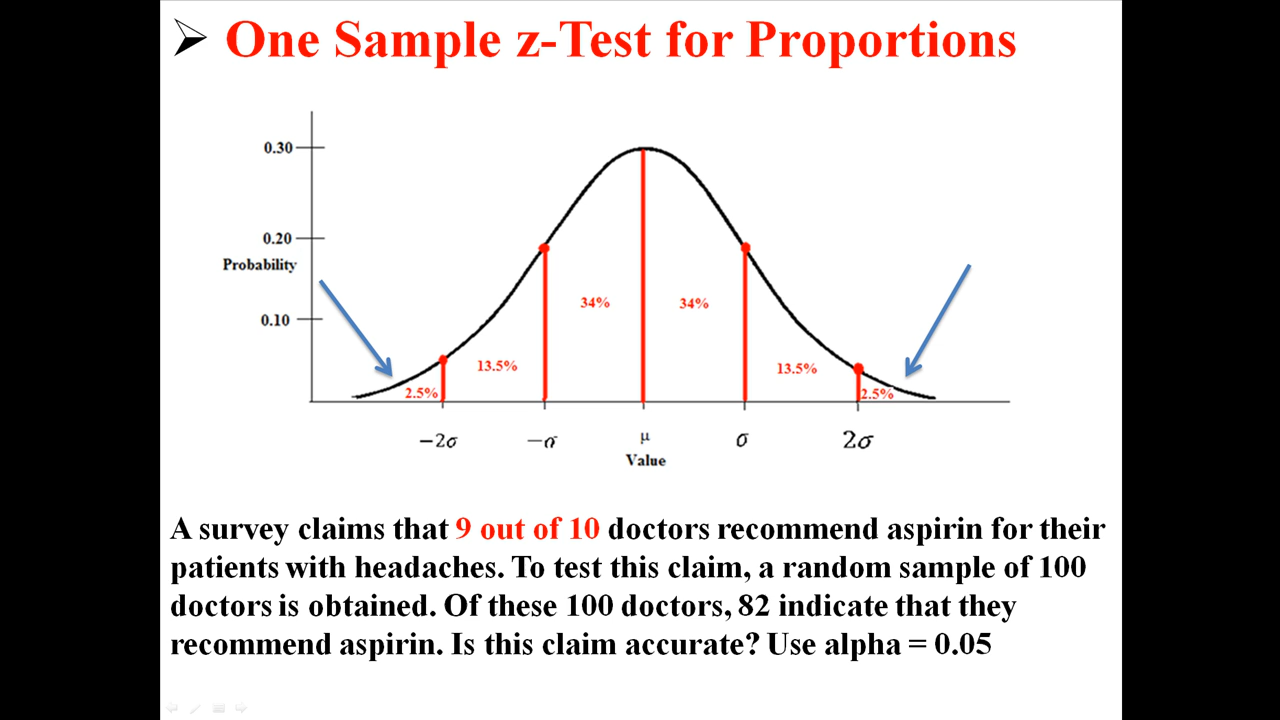 One Sample z-Test for Proportions
0.30
0.20
Probability
0.10
34%
34%
13.5%
13.5%
2.5%
2.5%
−2σ
−σ
μ
σ
2σ
Value
A survey claims that 9 out of 10 doctors recommend aspirin for their
patients with headaches. To test this claim, a random sample of 100
doctors is obtained. Of these 100 doctors, 82 indicate that they
recommend aspirin. Is this claim accurate? Use alpha = 0.05